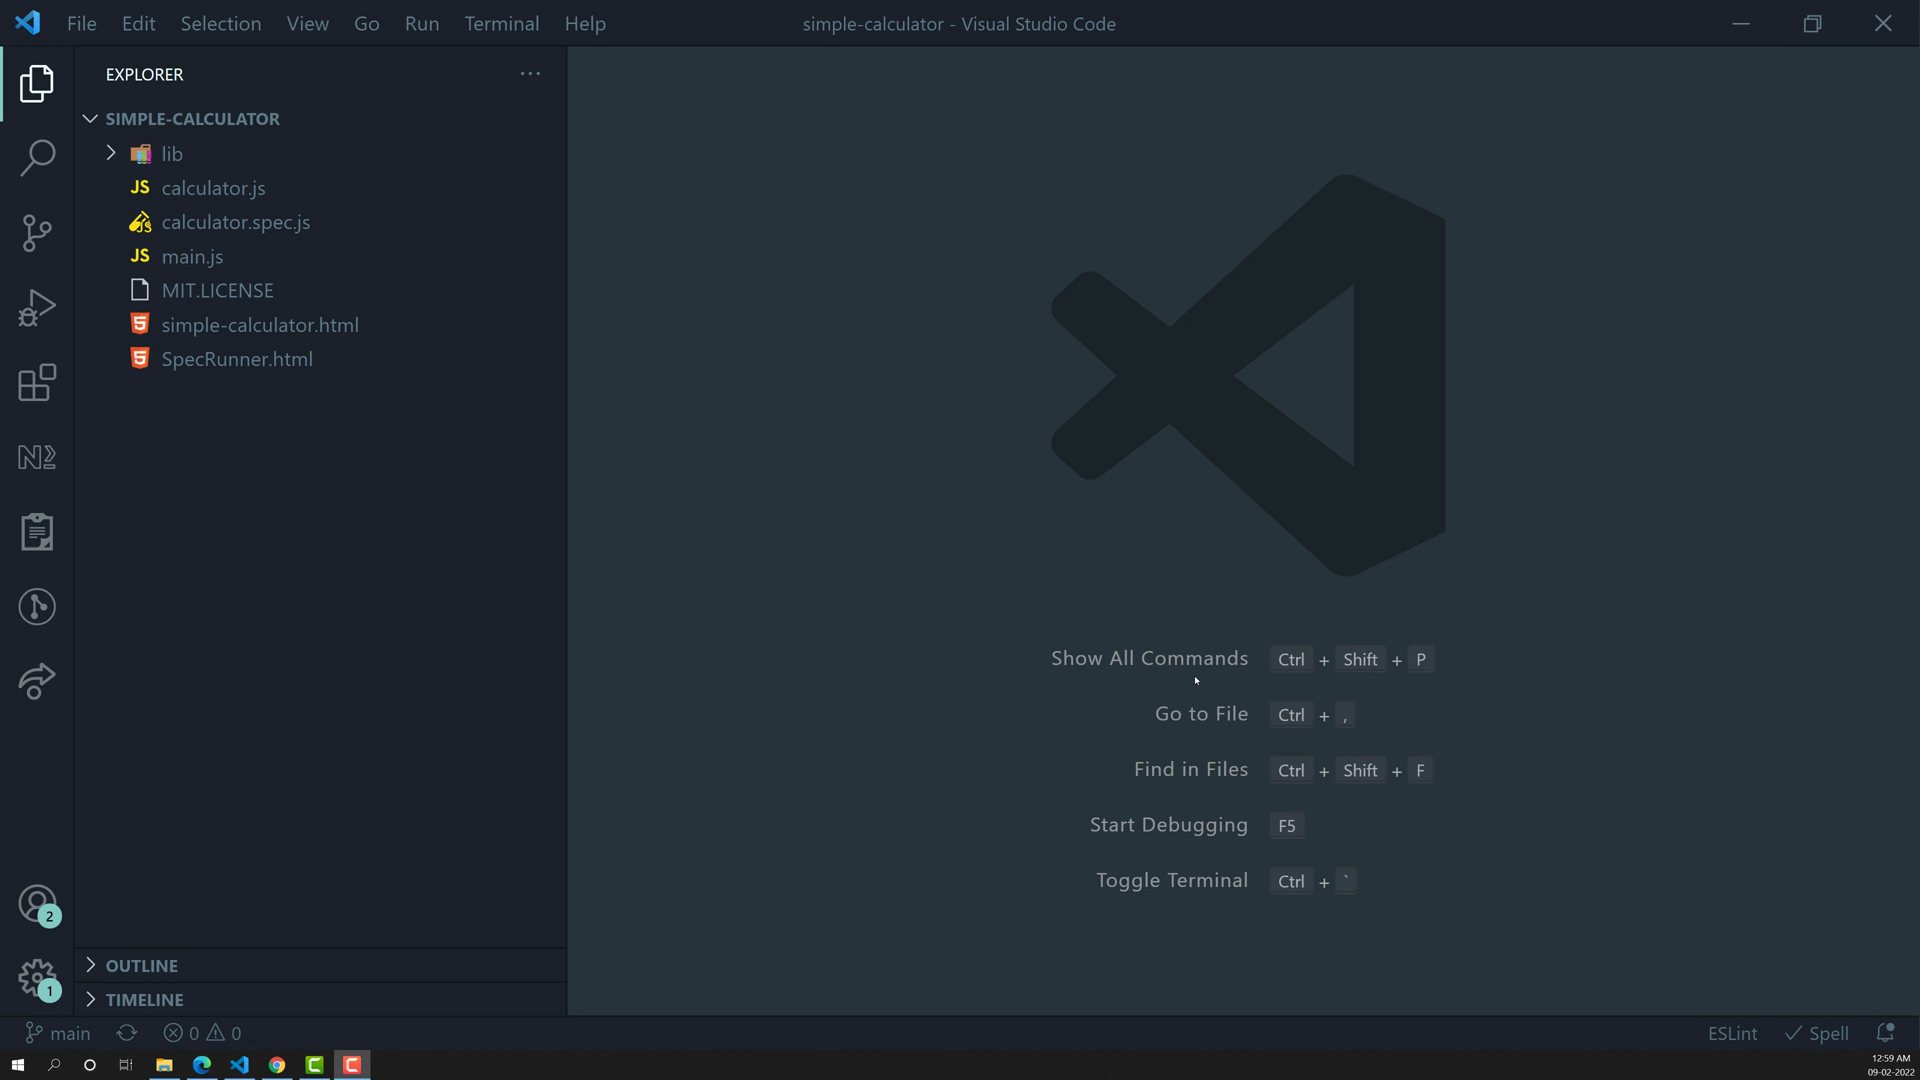 File Edit Selection View Go Run Terminal Help simple-calculator - Visual Studio Code
EXPLORER ···
SIMPLE-CALCULATOR
lib
JS calculator.js
JS calculator.spec.js
JS main.js
MIT.LICENSE
5 simple-calculator.html
5 SpecRunner.html
Show All Commands Ctrl + Shift + P
Go to File Ctrl + ,
Find in Files Ctrl + Shift + F
Start Debugging F5
Toggle Terminal Ctrl + `
2
1
OUTLINE
TIMELINE
main 0 0 ESLint Spell
12:59 AM
09-02-2022